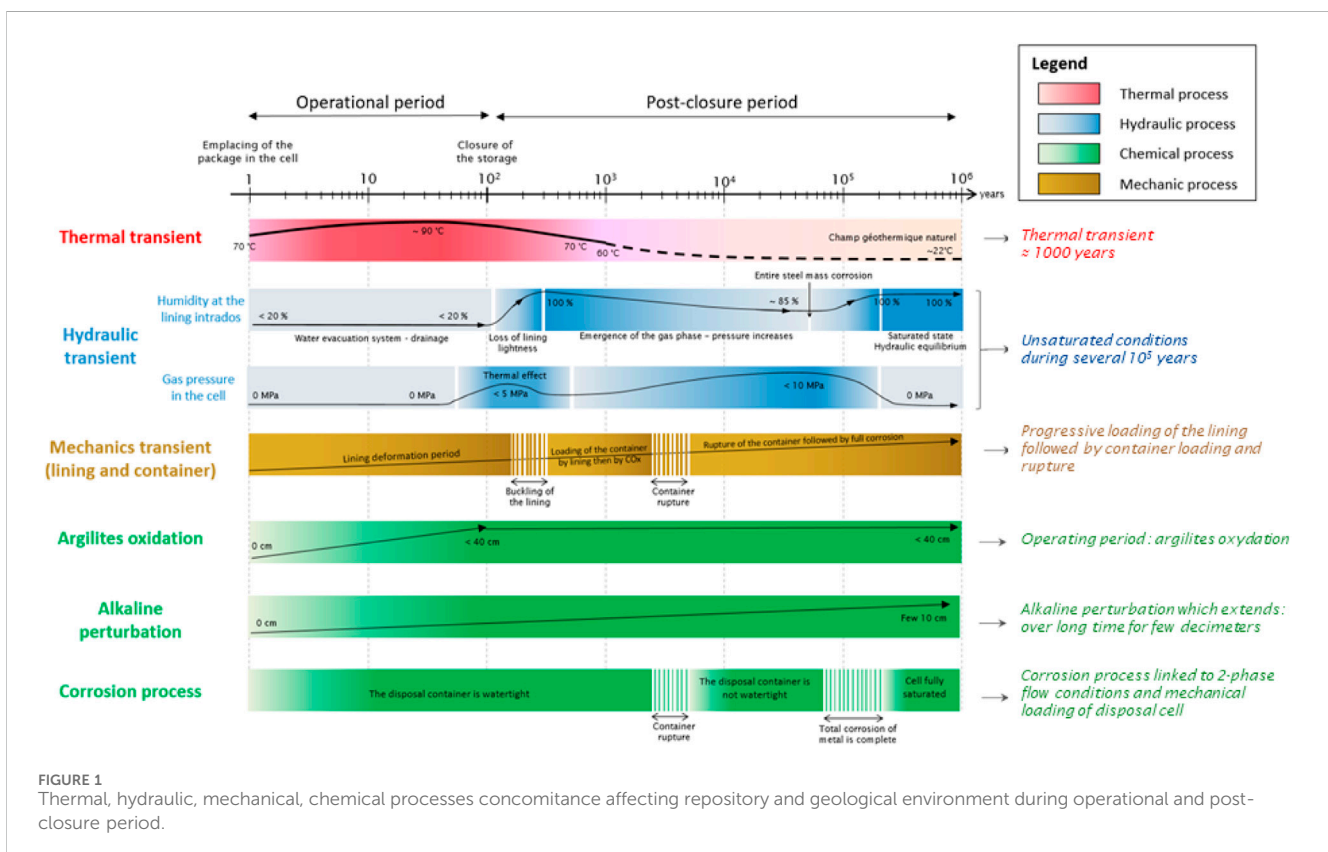 Legend
Thermal process
Hydraulic process
Chemical process
Mechanic process
Operational period
Post-closure period
Emplacing of the
package in the cell
Closure of
the storage
1
10
10²
10³
10⁴
10⁵
10⁶
years
Thermal transient
70 °C
~ 90 °C
70 °C
60 °C
Champ géothermique naturel
~22°C
Thermal transient
≈ 1000 years
Hydraulic
transient
Humidity at the
lining intrados
< 20 %
< 20 %
100 %
~ 85 %
Entire steel mass corrosion
100 %
100 %
Water evacuation system - drainage
Loss of lining
lightness
Emergence of the gas phase – pressure increases
Saturated state
Hydraulic equilibrium
Unsaturated conditions
during several 10⁵ years
Gas pressure
in the cell
0 MPa
0 MPa
Thermal effect
< 5 MPa
< 10 MPa
0 MPa
Mechanics transient
(lining and container)
Lining deformation period
Loading of the container
by lining then by COx
Rupture of the container followed by full corrosion
Buckling of
the lining
Container
rupture
Progressive loading of the lining
followed by container loading and
rupture
Argilites oxidation
0 cm
< 40 cm
< 40 cm
Operating period : argilites oxydation
Alkaline
perturbation
0 cm
Few 10 cm
Alkaline perturbation which extends :
over long time for few decimeters
Corrosion process
The disposal container is watertight
The disposal container is
not watertight
Cell fully
saturated
Container
rupture
Total corrosion of
metal is complete
Corrosion process linked to 2-phase
flow conditions and mechanical
loading of disposal cell
FIGURE 1
Thermal, hydraulic, mechanical, chemical processes concomitance affecting repository and geological environment during operational and post-
closure period.